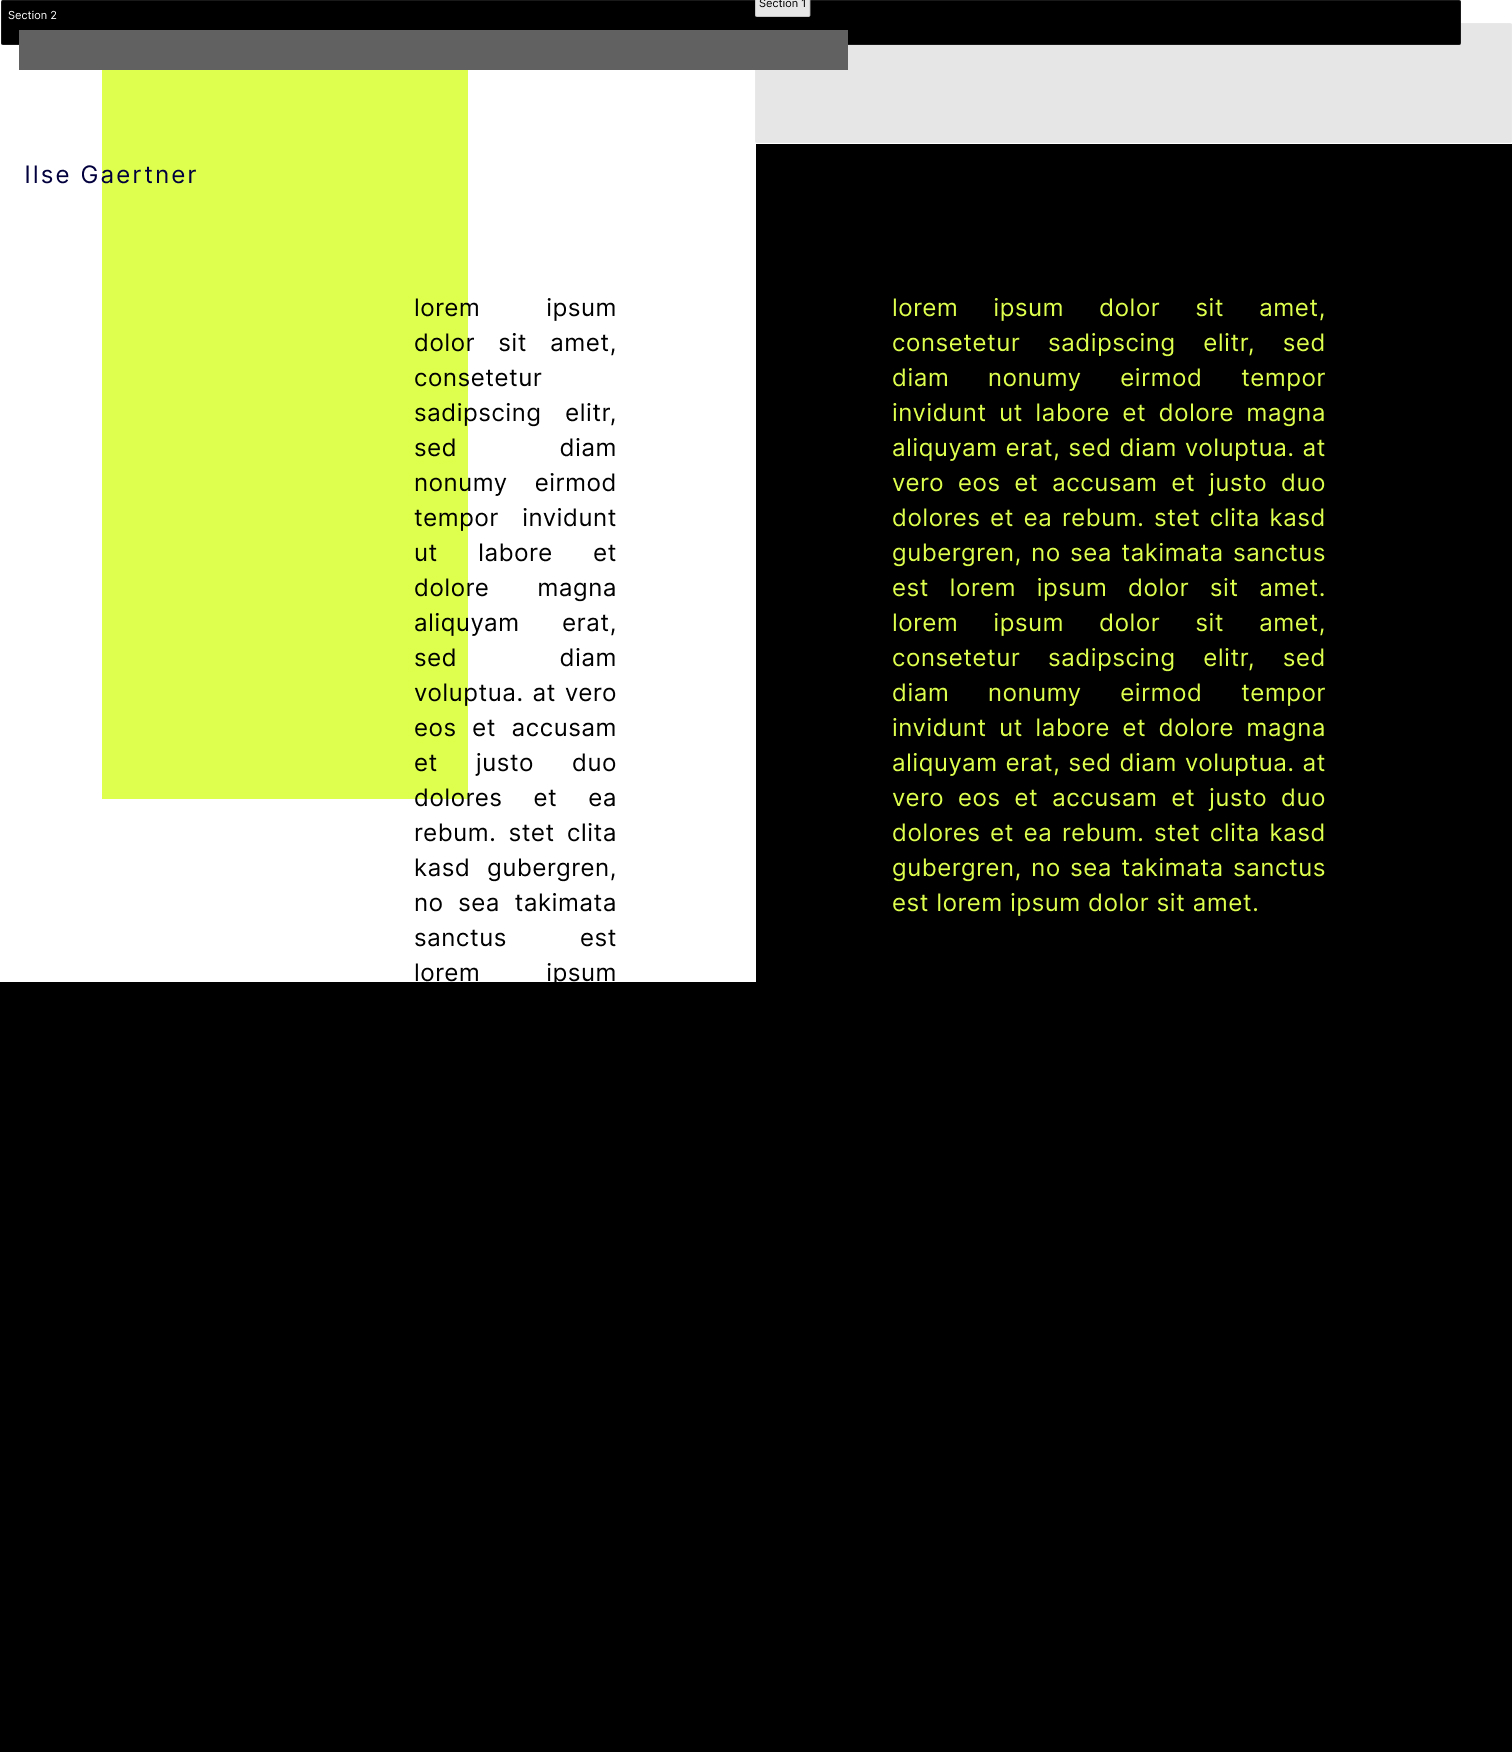 Section 2
Section 1
Ilse Gaertner
lorem ipsum
dolor sit amet,
consetetur
sadipscing elitr,
sed diam
nonumy eirmod
tempor invidunt
ut labore et
dolore magna
aliquyam erat,
sed diam
voluptua. at vero
eos et accusam
et justo duo
dolores et ea
rebum. stet clita
kasd gubergren,
no sea takimata
sanctus est
lorem ipsum
lorem ipsum dolor sit amet,
consetetur sadipscing elitr, sed
diam nonumy eirmod tempor
invidunt ut labore et dolore magna
aliquyam erat, sed diam voluptua. at
vero eos et accusam et justo duo
dolores et ea rebum. stet clita kasd
gubergren, no sea takimata sanctus
est lorem ipsum dolor sit amet.
lorem ipsum dolor sit amet,
consetetur sadipscing elitr, sed
diam nonumy eirmod tempor
invidunt ut labore et dolore magna
aliquyam erat, sed diam voluptua. at
vero eos et accusam et justo duo
dolores et ea rebum. stet clita kasd
gubergren, no sea takimata sanctus
est lorem ipsum dolor sit amet.